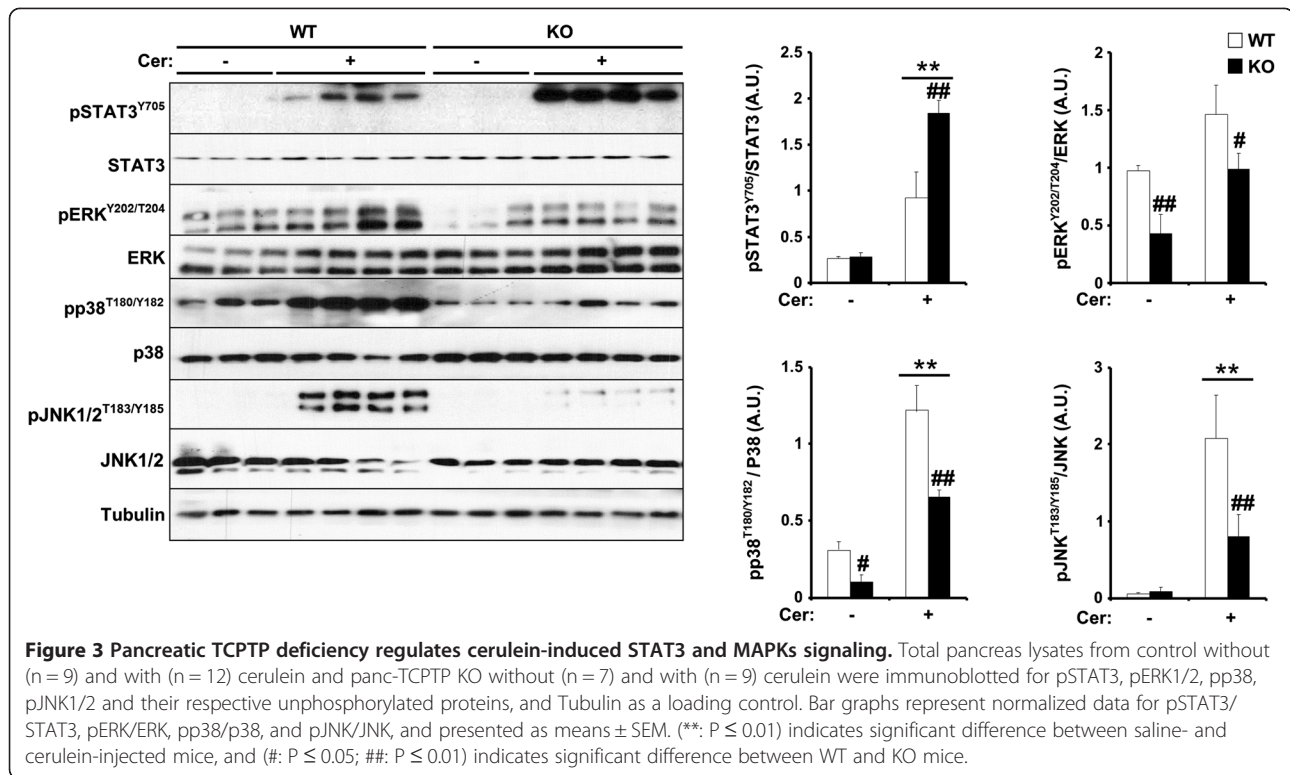 WT KO
Cer: - + - +
pSTAT3Y705
STAT3
pERKY202/T204
ERK
pp38T180/Y182
p38
pJNK1/2T183/Y185
JNK1/2
Tubulin
pSTAT3Y705/STAT3 (A.U.)
2.5
2
1.5
1
0.5
0
**
##
Cer: - +
pERKY202/T204/ERK (A.U.)
2
1.5
1
0.5
0
##
#
Cer: - +
WT
KO
pp38T180/Y182 / P38 (A.U.)
1.5
1
0.5
0
**
#
##
Cer: - +
pJNKT183/Y185/JNK (A.U.)
3
2
1
0
**
##
Cer: - +
Figure 3 Pancreatic TCPTP deficiency regulates cerulein-induced STAT3 and MAPKs signaling. Total pancreas lysates from control without
(n = 9) and with (n = 12) cerulein and panc-TCPTP KO without (n = 7) and with (n = 9) cerulein were immunoblotted for pSTAT3, pERK1/2, pp38,
pJNK1/2 and their respective unphosphorylated proteins, and Tubulin as a loading control. Bar graphs represent normalized data for pSTAT3/
STAT3, pERK/ERK, pp38/p38, and pJNK/JNK, and presented as means ± SEM. (**: P ≤ 0.01) indicates significant difference between saline- and
cerulein-injected mice, and (#: P ≤ 0.05; ##: P ≤ 0.01) indicates significant difference between WT and KO mice.